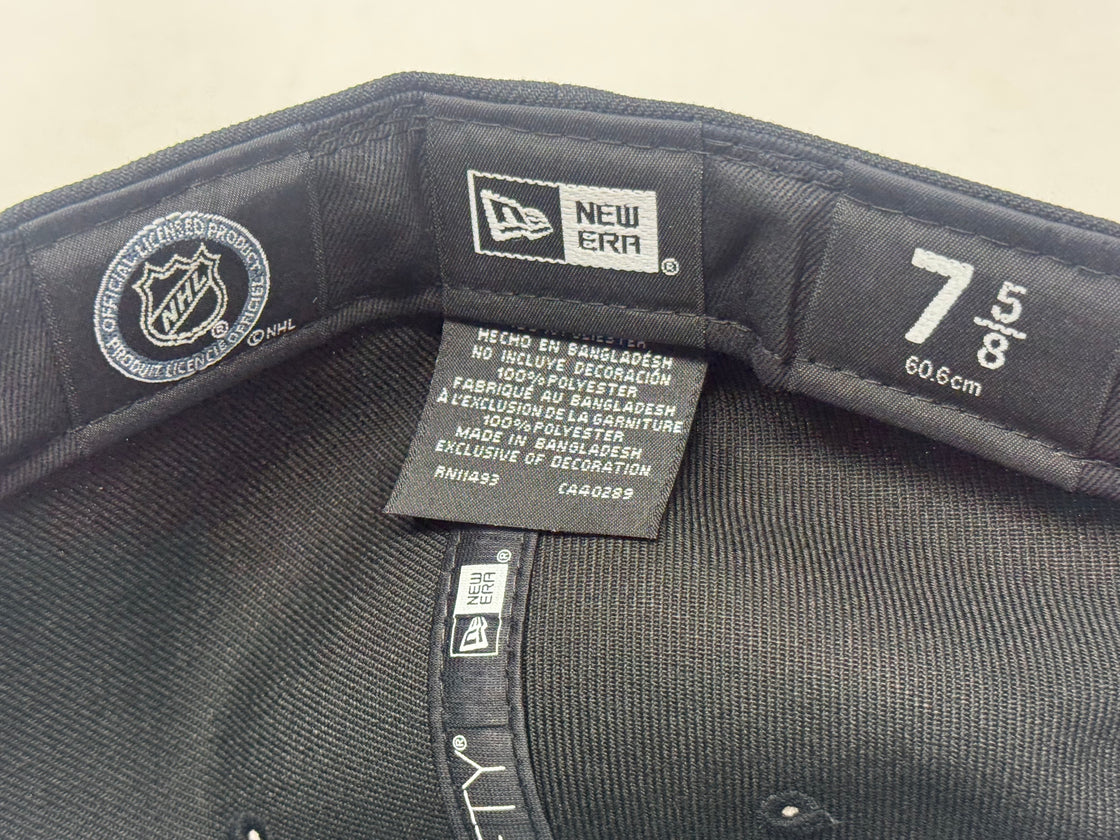 OFFICIAL LICENSED PRODUCT
NHL®
PRODUIT LICENCIÉ OFFICIEL
©NHL
NEW
ERA
®
7 5/8
60.6cm
HECHO EN BANGLADÉSH
NO INCLUYE DECORACIÓN
100% POLYESTER
FABRIQUÉ AU BANGLADESH
À L'EXCLUSION DE LA GARNITURE
100% POLYESTER
MADE IN BANGLADESH
EXCLUSIVE OF DECORATION
RN11493 CA40289
NEW
ERA
®
TY®